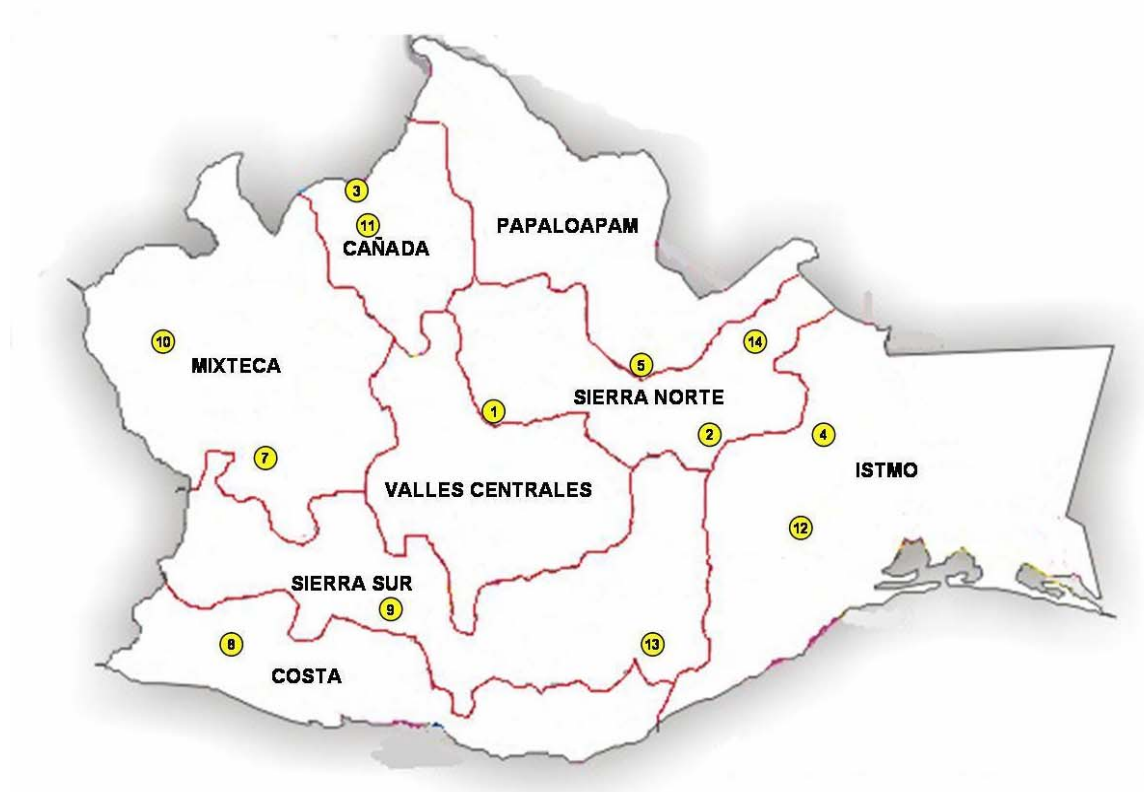 3
11
PAPALOAPAM
CAÑADA
10
14
MIXTECA
5
SIERRA NORTE
1
2
4
7
ISTMO
VALLES CENTRALES
12
SIERRA SUR
9
8
13
COSTA